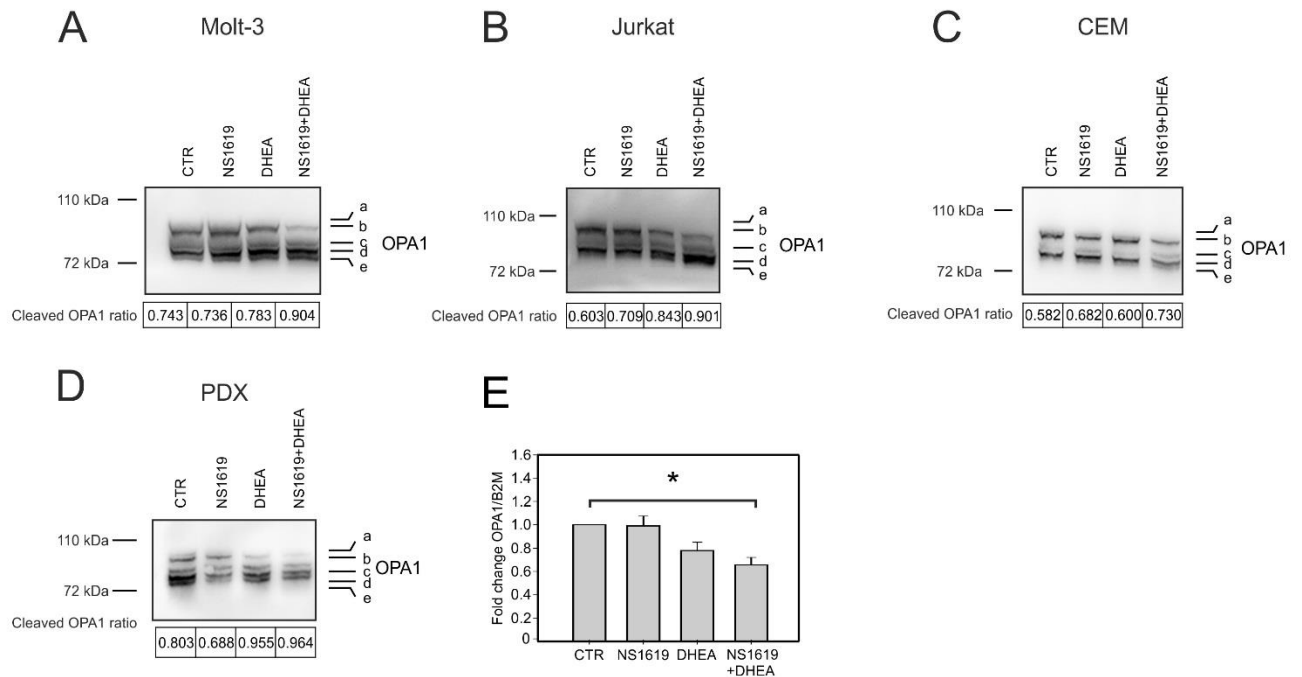 A
Molt-3
CTR
NS1619
DHEA
NS1619+DHEA
110 kDa
72 kDa
a
b
c
d
e
OPA1
Cleaved OPA1 ratio
0.743 0.736 0.783 0.904
B
Jurkat
CTR
NS1619
DHEA
NS1619+DHEA
110 kDa
72 kDa
a
b
c
d
e
OPA1
Cleaved OPA1 ratio
0.603 0.709 0.843 0.901
C
CEM
CTR
NS1619
DHEA
NS1619+DHEA
110 kDa
72 kDa
a
b
c
d
e
OPA1
Cleaved OPA1 ratio
0.582 0.682 0.600 0.730
D
PDX
CTR
NS1619
DHEA
NS1619+DHEA
110 kDa
72 kDa
a
b
c
d
e
OPA1
Cleaved OPA1 ratio
0.803 0.688 0.955 0.964
E
Fold change OPA1/B2M
1.6
1.4
1.2
1.0
0.8
0.6
0.4
0.2
0
*
CTR NS1619 DHEA NS1619
+DHEA